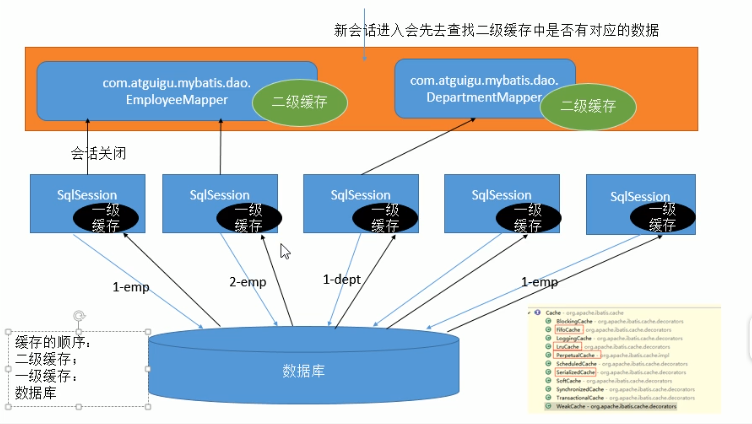 新会话进入会先去查找二级缓存中是否有对应的数据
com.atguigu.mybatis.dao.
EmployeeMapper
二级缓存
com.atguigu.mybatis.dao.
DepartmentMapper
二级缓存
会话关闭
SqlSession
一级
缓存
SqlSession
一级
缓存
SqlSession
一级
缓存
SqlSession
一级
缓存
SqlSession
一级
缓存
1-emp
2-emp
1-dept
1-emp
缓存的顺序：
二级缓存；
一级缓存：
数据库
数据库
Cache - org.apache.ibatis.cache
BlockingCache - org.apache.ibatis.cache.decorators
FifoCache - org.apache.ibatis.cache.decorators
LoggingCache - org.apache.ibatis.cache.decorators
LruCache - org.apache.ibatis.cache.decorators
PerpetualCache - org.apache.ibatis.cache.impl
ScheduledCache - org.apache.ibatis.cache.decorators
SerializedCache - org.apache.ibatis.cache.decorators
SoftCache - org.apache.ibatis.cache.decorators
SynchronizedCache - org.apache.ibatis.cache.decorators
TransactionalCache - org.apache.ibatis.cache.decorators
WeakCache - org.apache.ibatis.cache.decorators